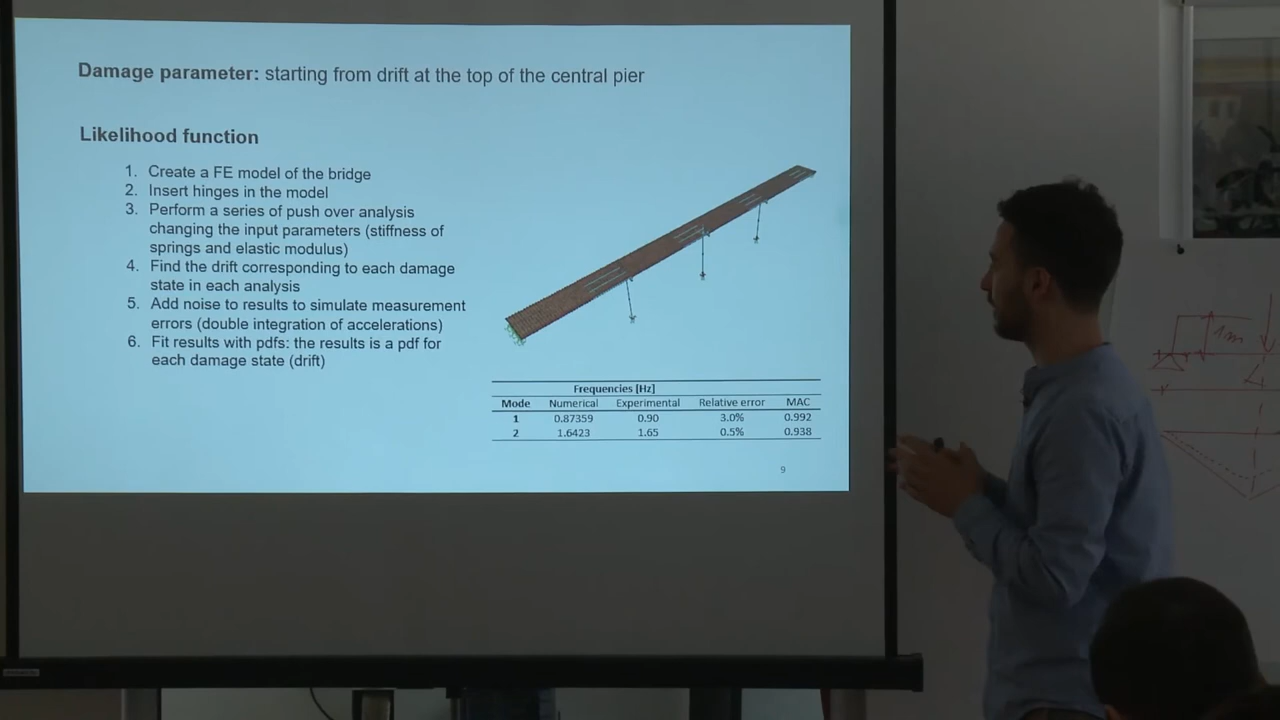 Damage parameter: starting from drift at the top of the central pier
Likelihood function
1. Create a FE model of the bridge
2. Insert hinges in the model
3. Perform a series of push over analysis
changing the input parameters (stiffness of
springs and elastic modulus)
4. Find the drift corresponding to each damage
state in each analysis
5. Add noise to results to simulate measurement
errors (double integration of accelerations)
6. Fit results with pdfs: the results is a pdf for
each damage state (drift)
Frequencies [Hz]
Mode Numerical Experimental Relative error MAC
1 0.87359 0.90 3.0% 0.992
2 1.6423 1.65 0.5% 0.938
9